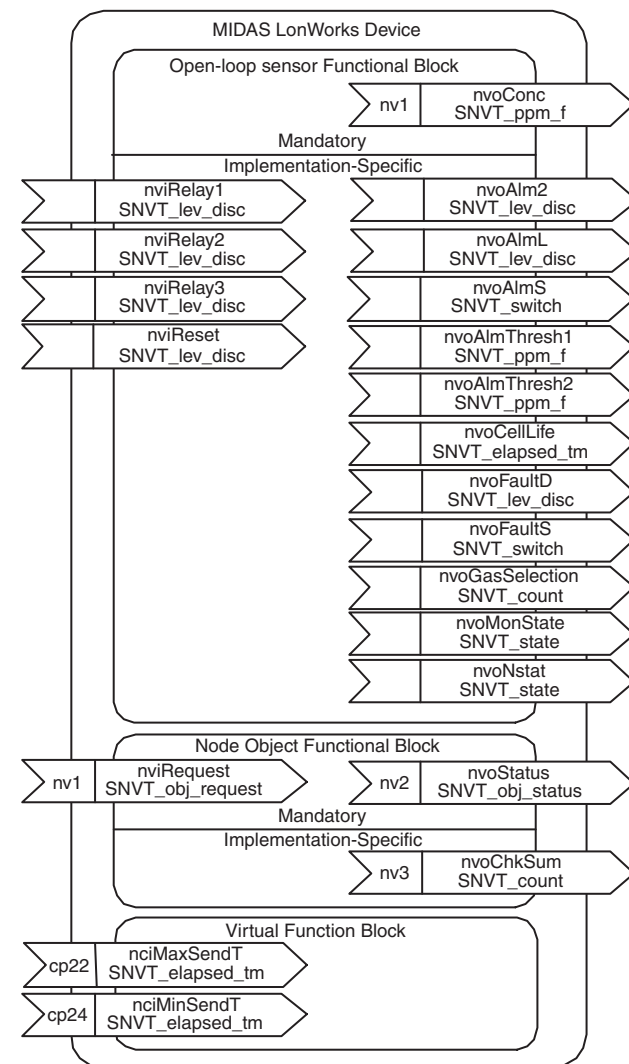 MIDAS LonWorks Device
Open-loop sensor Functional Block
nv1
nvoConc
SNVT_ppm_f
Mandatory
Implementation-Specific
nviRelay1
SNVT_lev_disc
nvoAlm2
SNVT_lev_disc
nviRelay2
SNVT_lev_disc
nvoAlmL
SNVT_lev_disc
nviRelay3
SNVT_lev_disc
nvoAlmS
SNVT_switch
nviReset
SNVT_lev_disc
nvoAlmThresh1
SNVT_ppm_f
nvoAlmThresh2
SNVT_ppm_f
nvoCellLife
SNVT_elapsed_tm
nvoFaultD
SNVT_lev_disc
nvoFaultS
SNVT_switch
nvoGasSelection
SNVT_count
nvoMonState
SNVT_state
nvoNstat
SNVT_state
Node Object Functional Block
nv1
nviRequest
SNVT_obj_request
nv2
nvoStatus
SNVT_obj_status
Mandatory
Implementation-Specific
nv3
nvoChkSum
SNVT_count
Virtual Function Block
cp22
nciMaxSendT
SNVT_elapsed_tm
cp24
nciMinSendT
SNVT_elapsed_tm